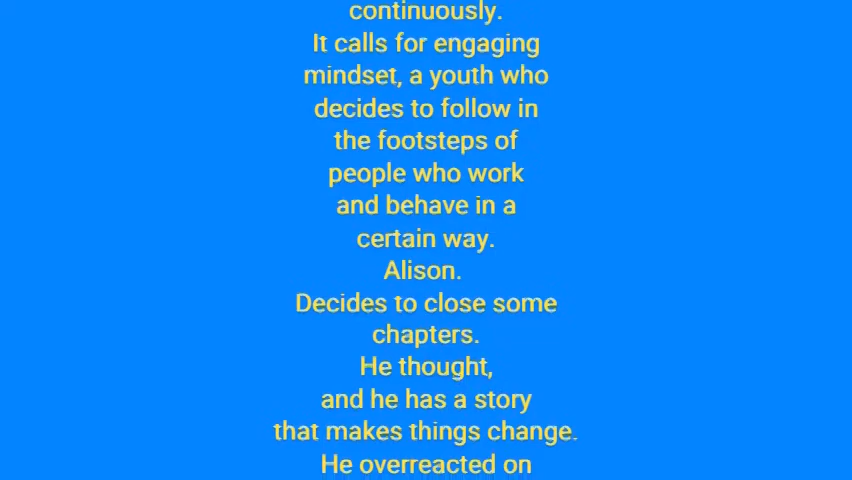 continuously.
It calls for engaging
mindset, a youth who
decides to follow in
the footsteps of
people who work
and behave in a
certain way.
Alison.
Decides to close some
chapters.
He thought,
and he has a story
that makes things change.
He overreacted on